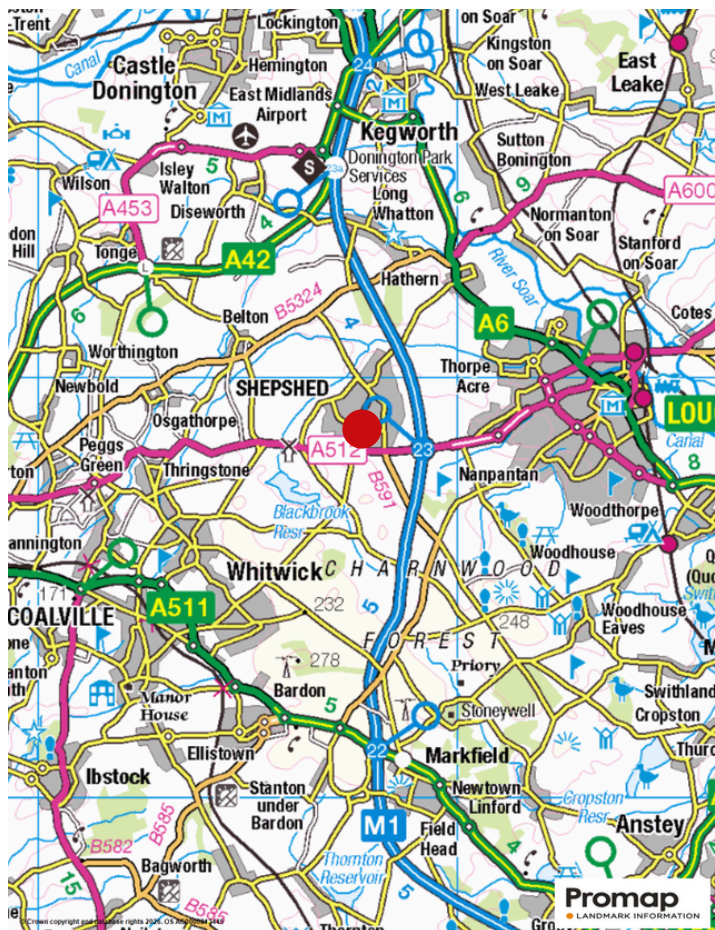 -Trent
Lockington
on Soar
Canal
Castle
Donington
Hemington
24
Kingston
on Soar
East
Leake
East Midlands
Airport
West Leake
Kegworth
Sutton
Bonington
Isley
Walton
5
S
23a
Donington Park
Services
Wilson
A453
Diseworth
4
Long
Whatton
6
9
A600
Normanton
on Soar
Stanford
on Soar
don
Hill
Tonge
L
A42
Hathern
River Soar
6
B5324
Belton
4
A6
Cotes
Worthington
Thorpe
Acre
Newbold
SHEPSHED
Osgathorpe
LOU
Canal
Peggs
Green
A512
23
8
rton
Thringstone
B591
Nanpantan
Blackbrook
Resr
Woodthorpe
annington
Woodhouse
Whitwick
CHARNWOOD
171
A511
5
232
248
COALVILLE
FOREST
Woodhouse
Eaves
278
Priory
Manor
House
Bardon
5
Stoneywell
Swithland
Cropston
Ellistown
22
Markfield
Ibstock
Stanton
under
Bardon
Newtown
Linford
Cropston
Resr
B585
M1
Field
Head
Anstey
B582
4
15
Bagworth
Thornton
Reservoir
5
B585
Thornton
Promap
LANDMARK INFORMATION